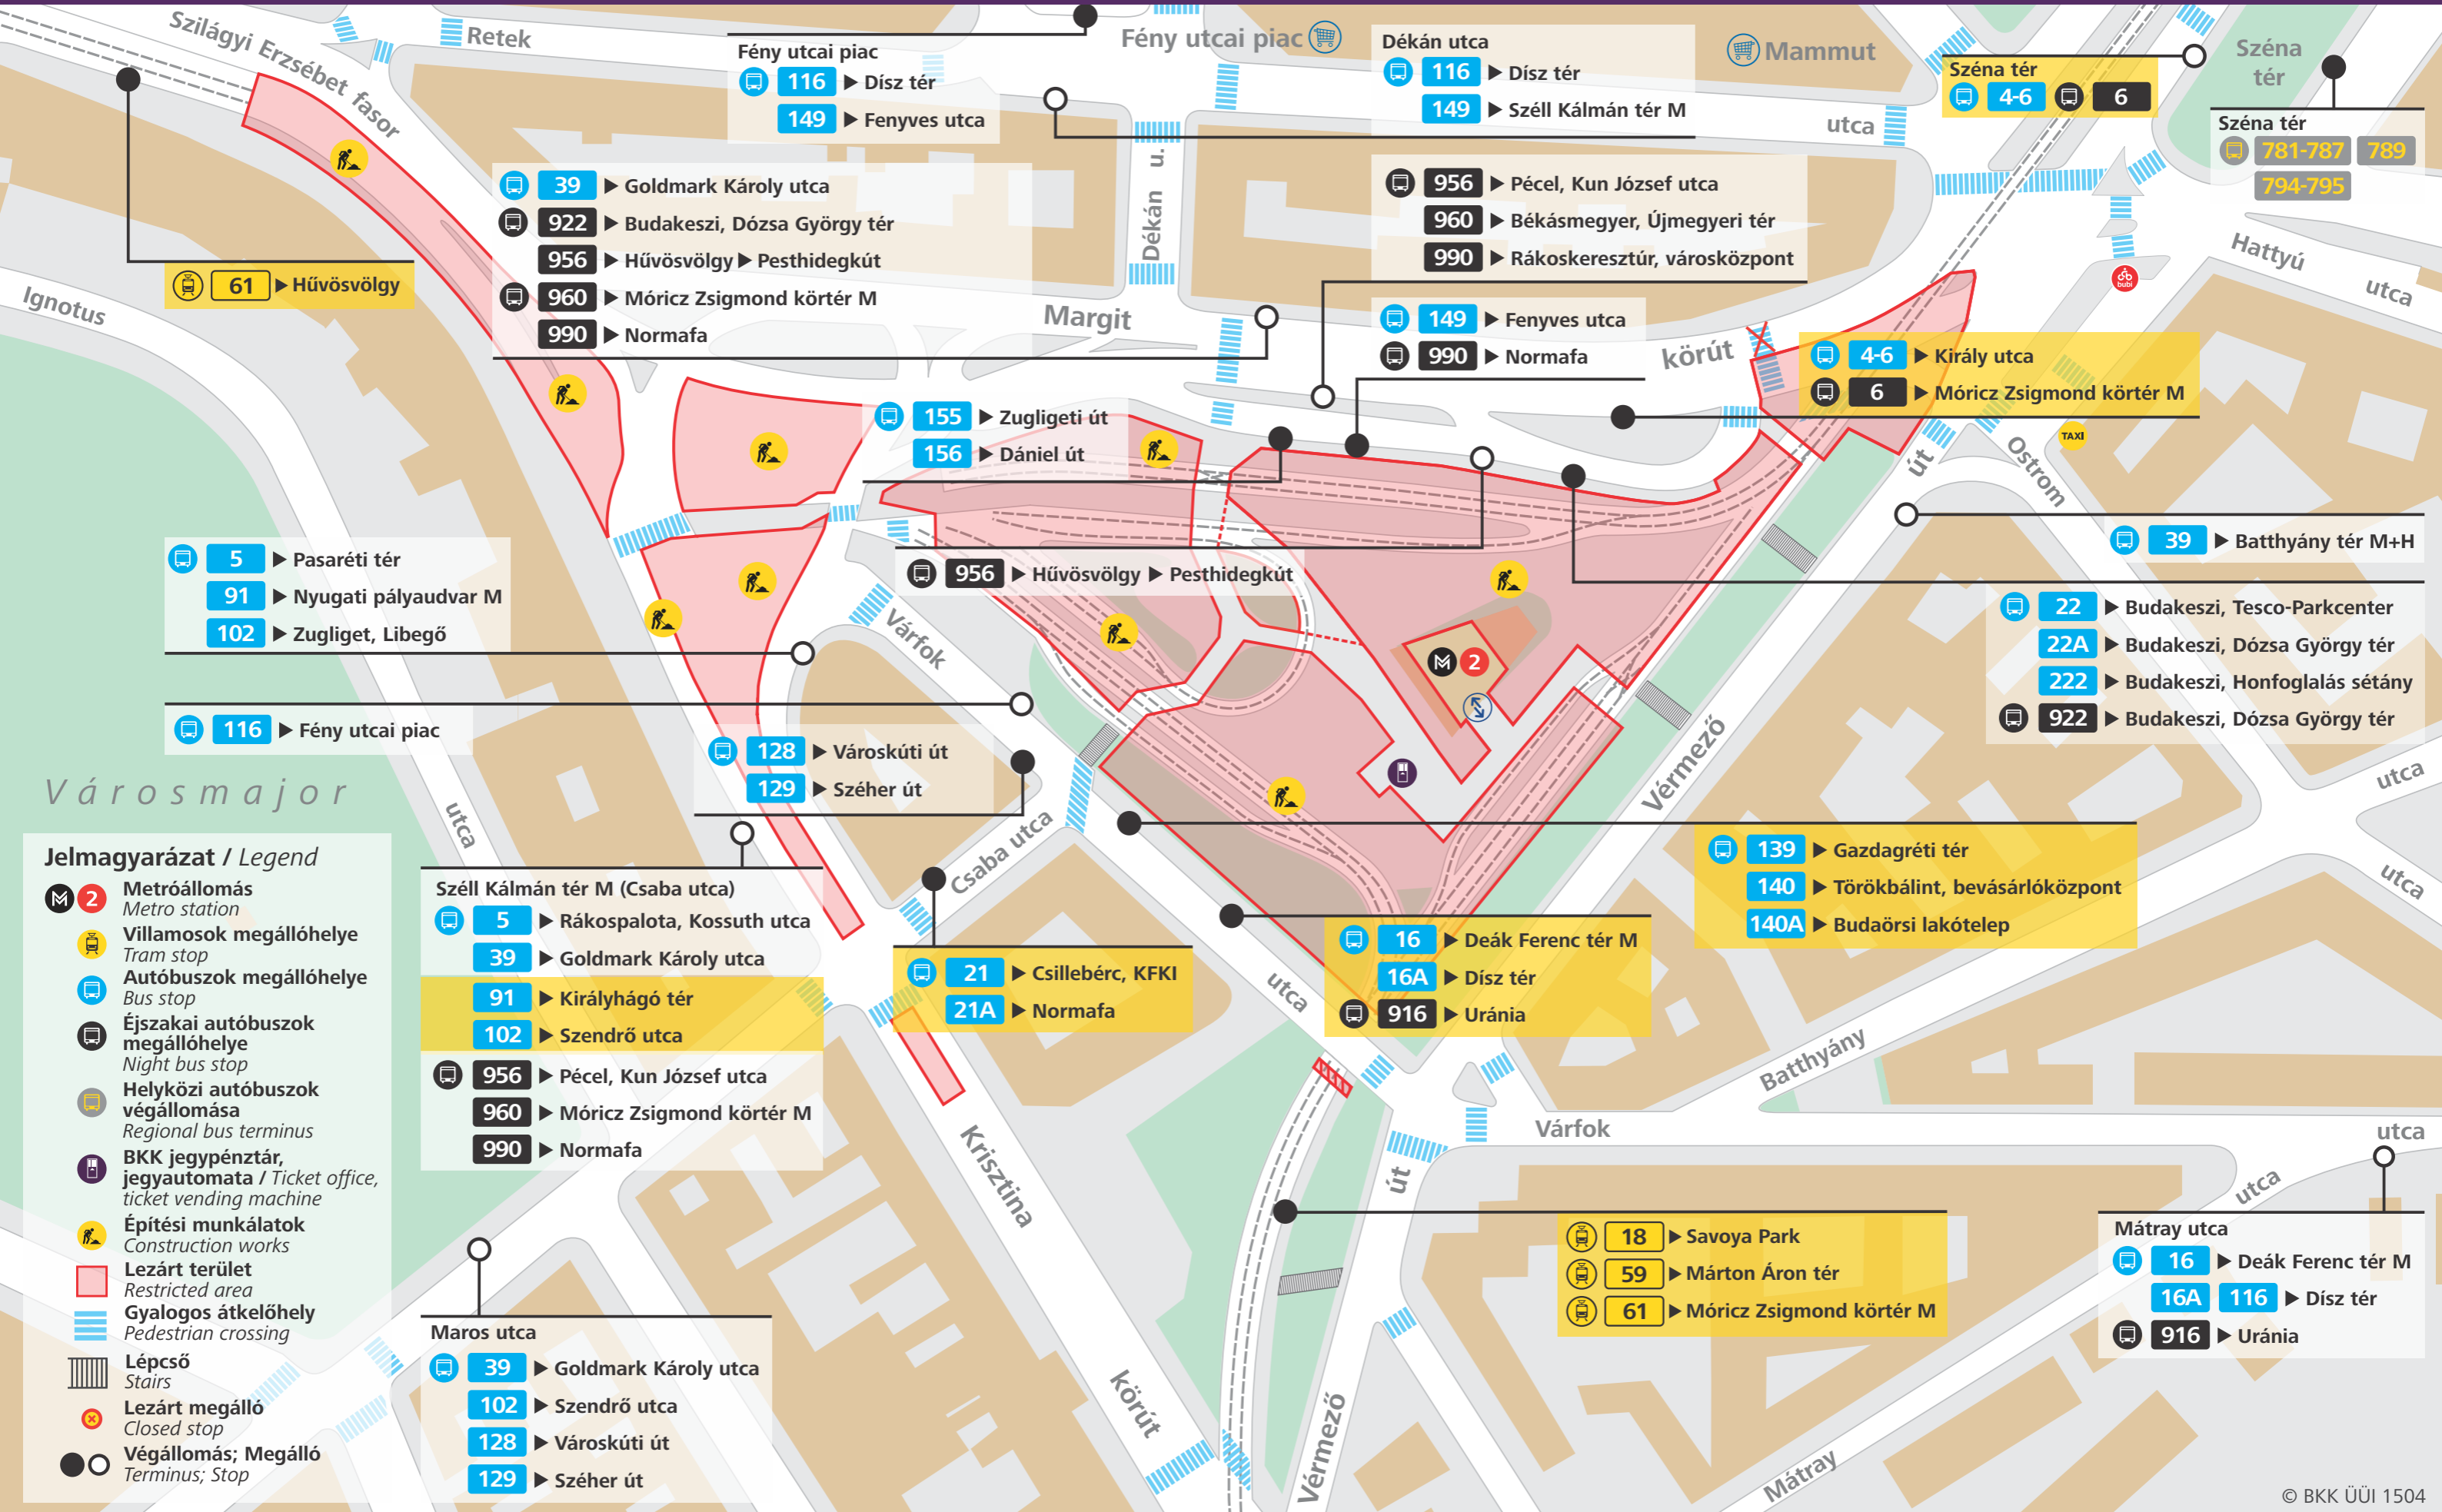 Szilágyi Erzsébet fasor
Retek
utca
Fény utcai piac
Mammut
Széna
tér
Fény utcai piac
116 ▶ Dísz tér
149 ▶ Fenyves utca
Dékán utca
116 ▶ Dísz tér
149 ▶ Széll Kálmán tér M
Széna tér
4-6 6
Széna tér
781-787 789
794-795
Dékán u.
39 ▶ Goldmark Károly utca
922 ▶ Budakeszi, Dózsa György tér
956 ▶ Hűvösvölgy ▶ Pesthidegkút
960 ▶ Móricz Zsigmond körtér M
990 ▶ Normafa
956 ▶ Pécel, Kun József utca
960 ▶ Békásmegyer, Újmegyeri tér
990 ▶ Rákoskeresztúr, városközpont
Hattyú
utca
bubi
61 ▶ Hűvösvölgy
Ignotus
utca
Margit
körút
149 ▶ Fenyves utca
990 ▶ Normafa
4-6 ▶ Király utca
6 ▶ Móricz Zsigmond körtér M
155 ▶ Zugligeti út
156 ▶ Dániel út
TAXI
Ostrom
utca
út
39 ▶ Batthyány tér M+H
5 ▶ Pasaréti tér
91 ▶ Nyugati pályaudvar M
102 ▶ Zugliget, Libegő
956 ▶ Hűvösvölgy ▶ Pesthidegkút
22 ▶ Budakeszi, Tesco-Parkcenter
22A ▶ Budakeszi, Dózsa György tér
222 ▶ Budakeszi, Honfoglalás sétány
922 ▶ Budakeszi, Dózsa György tér
Várfok
utca
M 2
116 ▶ Fény utcai piac
128 ▶ Városkúti út
129 ▶ Széher út
Vérmező
Városmajor
Csaba utca
139 ▶ Gazdagréti tér
140 ▶ Törökbálint, bevásárlóközpont
140A ▶ Budaörsi lakótelep
Széll Kálmán tér M (Csaba utca)
5 ▶ Rákospalota, Kossuth utca
39 ▶ Goldmark Károly utca
91 ▶ Királyhágó tér
102 ▶ Szendrő utca
956 ▶ Pécel, Kun József utca
960 ▶ Móricz Zsigmond körtér M
990 ▶ Normafa
21 ▶ Csillebérc, KFKI
21A ▶ Normafa
16 ▶ Deák Ferenc tér M
16A ▶ Dísz tér
916 ▶ Uránia
Batthyány
utca
Várfok
utca
Krisztina
körút
út
Vérmező
Mátray
utca
18 ▶ Savoya Park
59 ▶ Márton Áron tér
61 ▶ Móricz Zsigmond körtér M
Mátray utca
16 ▶ Deák Ferenc tér M
16A 116 ▶ Dísz tér
916 ▶ Uránia
Maros utca
39 ▶ Goldmark Károly utca
102 ▶ Szendrő utca
128 ▶ Városkúti út
129 ▶ Széher út
Jelmagyarázat / Legend
M 2
Metróállomás
Metro station
Villamosok megállóhelye
Tram stop
Autóbuszok megállóhelye
Bus stop
Éjszakai autóbuszok
megállóhelye
Night bus stop
Helyközi autóbuszok
végállomása
Regional bus terminus
BKK jegypénztár,
jegyautomata / Ticket office,
ticket vending machine
Építési munkálatok
Construction works
Lezárt terület
Restricted area
Gyalogos átkelőhely
Pedestrian crossing
Lépcső
Stairs
Lezárt megálló
Closed stop
Végállomás; Megálló
Terminus; Stop
© BKK ÜÜI 1504